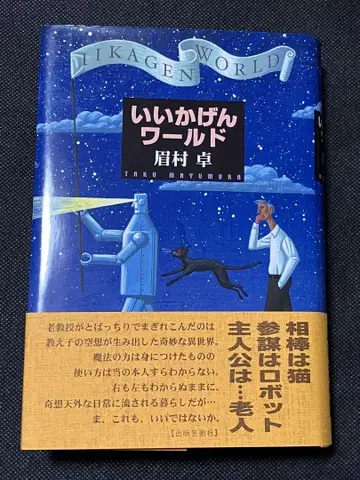 IIKAGEN WORLD
いいかげん
ワールド
眉村 卓
TAKU MAYUMURA
相棒は猫
参謀はロボット
主人公は…老人
老教授がとばっちりでまぎれこんだのは
教え子の空想が生み出した奇妙な異世界。
魔法の力は身につけたものの
使い方は当の本人すらわからない。
右も左もわからぬままに、
奇想天外な日常に流される暮らしだが…
ま、これも、いいではないか。
【出版芸術社】